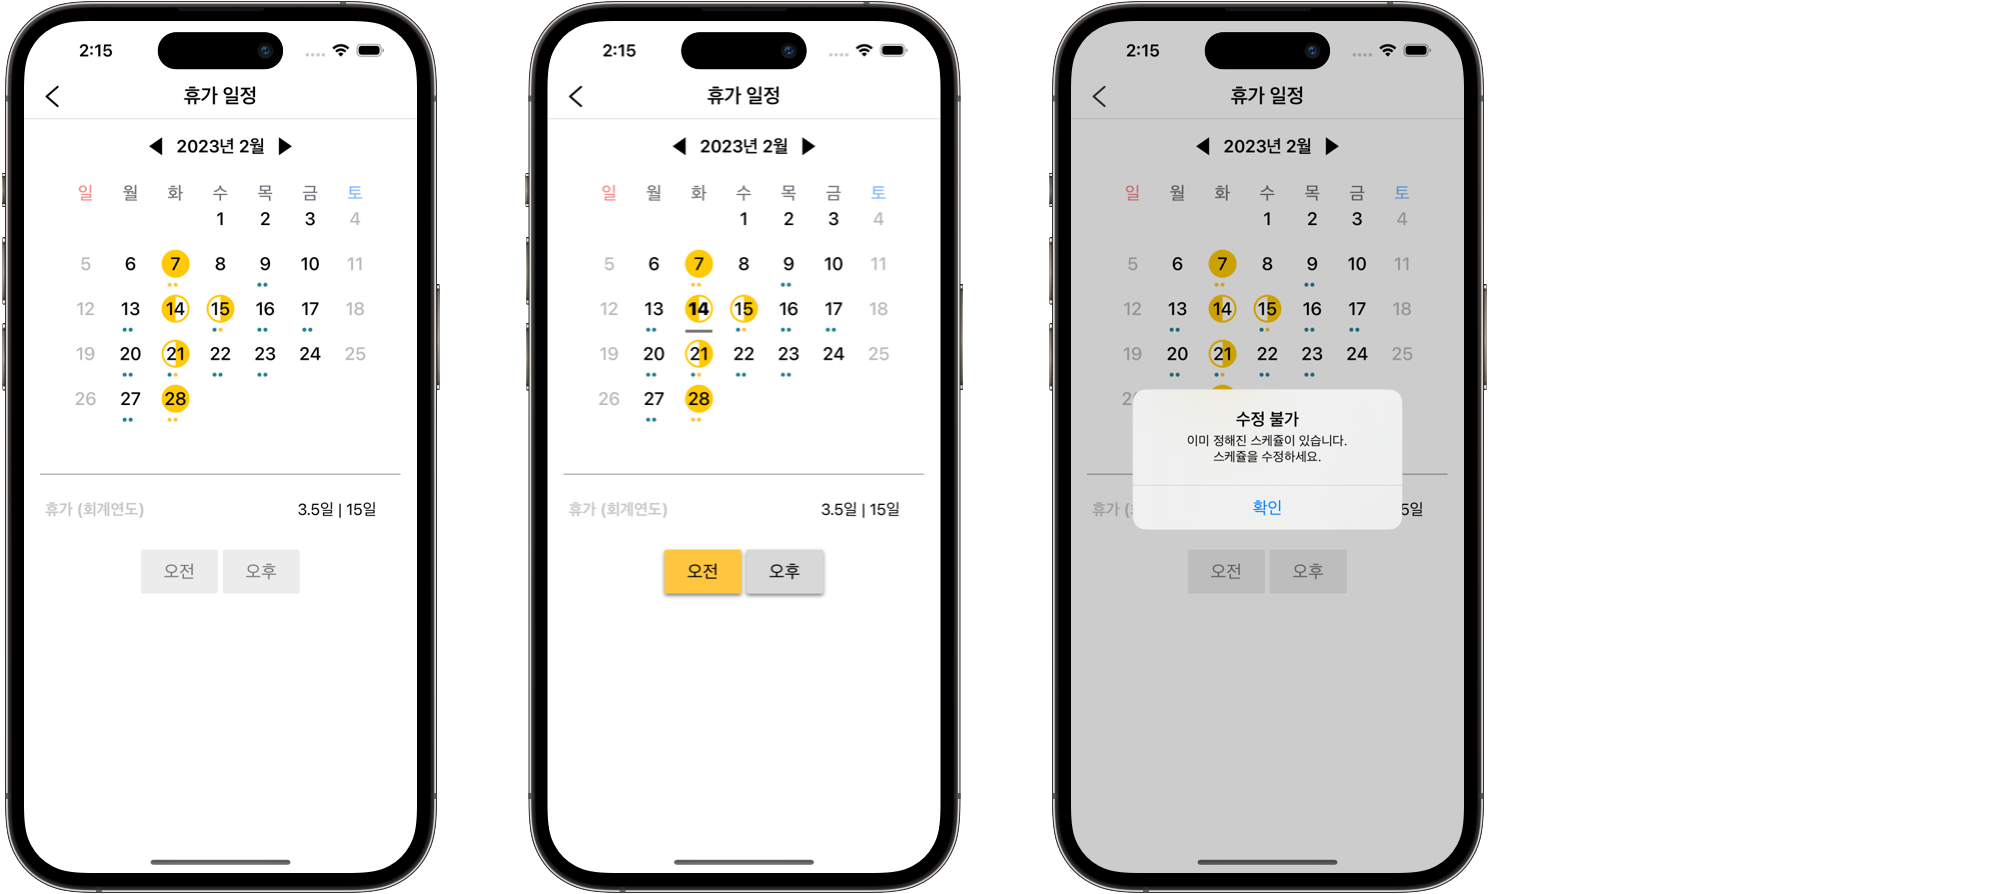 2:15
휴가 일정
2023년 2월
일 월 화 수 목 금 토
1 2 3 4
5 6 7 8 9 10 11
12 13 14 15 16 17 18
19 20 21 22 23 24 25
26 27 28
휴가 (회계연도) 3.5일 | 15일
오전 오후
2:15
휴가 일정
2023년 2월
일 월 화 수 목 금 토
1 2 3 4
5 6 7 8 9 10 11
12 13 14 15 16 17 18
19 20 21 22 23 24 25
26 27 28
휴가 (회계연도) 3.5일 | 15일
오전 오후
2:15
휴가 일정
2023년 2월
일 월 화 수 목 금 토
1 2 3 4
5 6 7 8 9 10 11
12 13 14 15 16 17 18
19 20 21 22 23 24 25
수정 불가
이미 정해진 스케쥴이 있습니다.
스케쥴을 수정하세요.
확인
휴가 5일
오전 오후